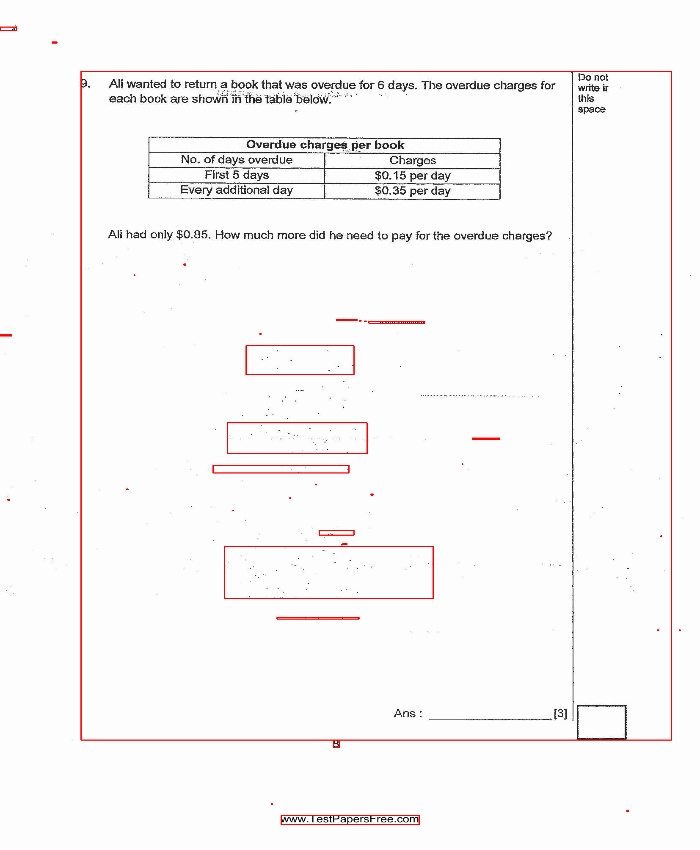 9. Ali wanted to return a book that was overdue for 6 days. The overdue charges for
each book are shown in the table below.
Do not
write ir
this
space
Overdue charges per book
No. of days overdue Charges
First 5 days $0.15 per day
Every additional day $0.35 per day
Ali had only $0.85. How much more did he need to pay for the overdue charges?
Ans : ____________________ [3]
www.TestPapersFree.com